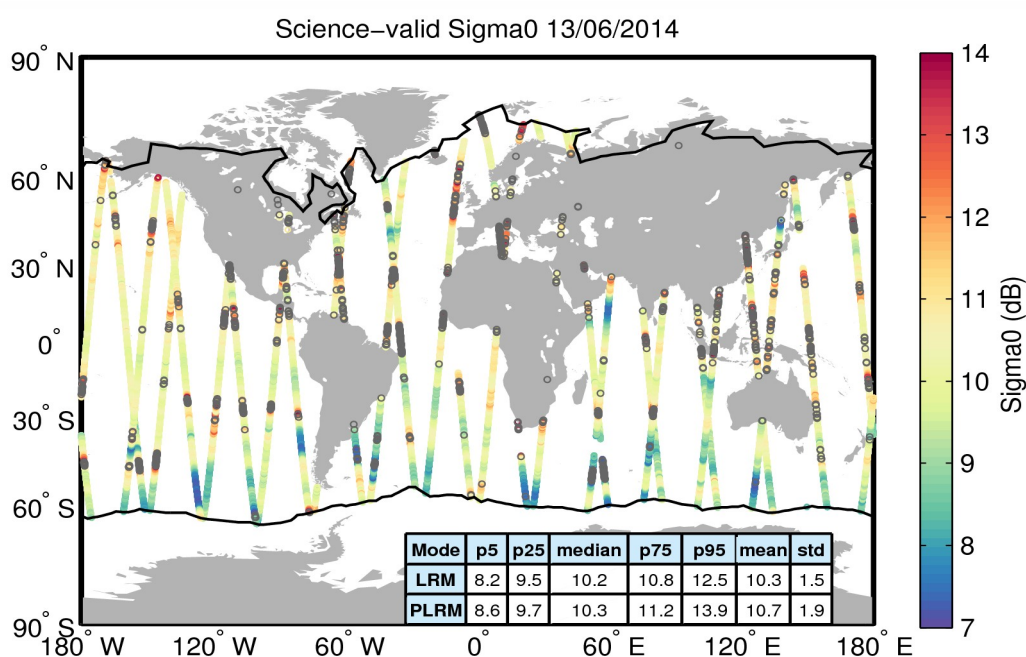 Science−valid Sigma0 13/06/2014
90° N
60° N
30° N
0°
30° S
60° S
90° S
180° W
120° W
60° W
0°
60° E
120° E
180° E
14
13
12
11
10
9
8
7
Sigma0 (dB)
Mode p5 p25 median p75 p95 mean std
LRM 8.2 9.5 10.2 10.8 12.5 10.3 1.5
PLRM 8.6 9.7 10.3 11.2 13.9 10.7 1.9